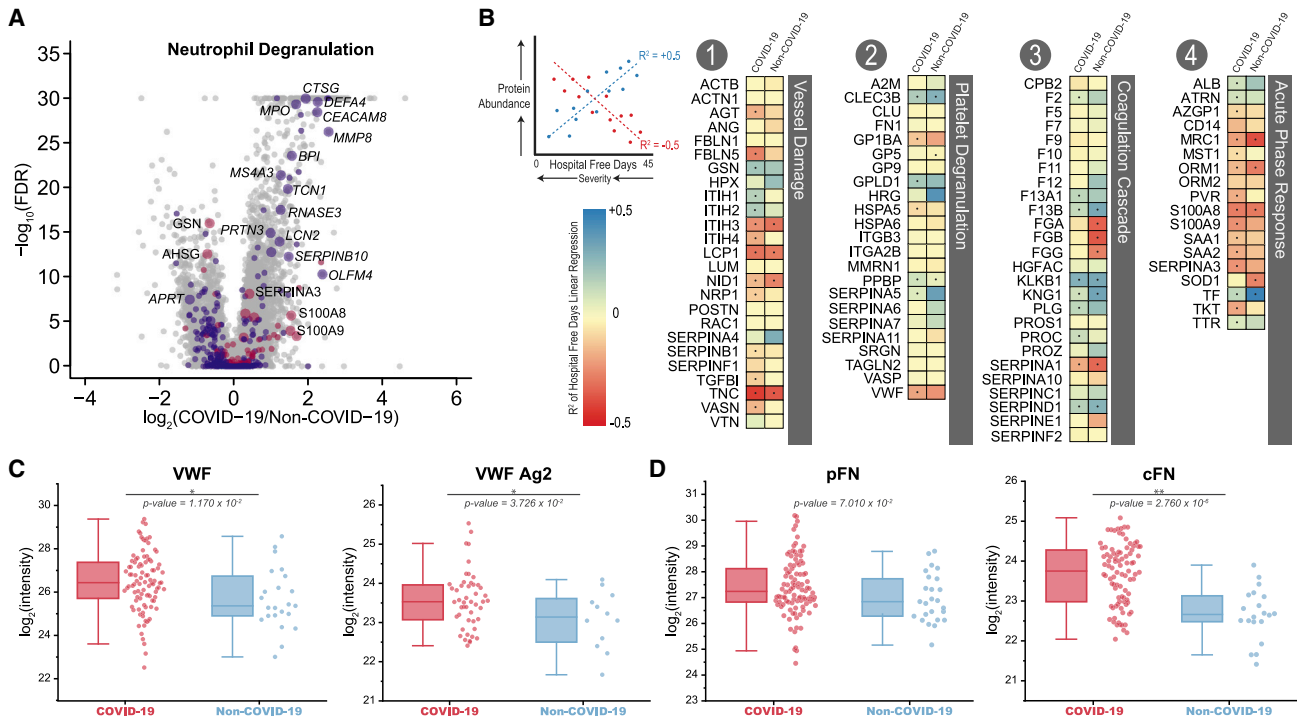 A
Neutrophil Degranulation
−log10(FDR)
35
30
25
20
15
10
5
0
CTSG
DEFA4
MPO
CEACAM8
MMP8
BPI
MS4A3
TCN1
RNASE3
GSN
PRTN3
LCN2
AHSG
SERPINB10
OLFM4
APRT
SERPINA3
S100A8
S100A9
−4
−2
0
2
4
6
log2(COVID−19/Non−COVID−19)
B
R² = +0.5
Protein
Abundance
R² = -0.5
0
Hospital Free Days
45
Severity
R² of Hospital Free Days Linear Regression
+0.5
0
-0.5
1
COVID-19
Non-COVID-19
Vessel Damage
ACTB
ACTN1
AGT
ANG
FBLN1
FBLN5
GSN
HPX
ITIH1
ITIH2
ITIH3
ITIH4
LCP1
LUM
NID1
NRP1
POSTN
RAC1
SERPINA4
SERPINB1
SERPINF1
TGFBI
TNC
VASN
VTN
2
COVID-19
Non-COVID-19
Platelet Degranulation
A2M
CLEC3B
CLU
FN1
GP1BA
GP5
GP9
GPLD1
HRG
HSPA5
HSPA6
ITGB3
ITGA2B
MMRN1
PPBP
SERPINA5
SERPINA6
SERPINA7
SERPINA11
SRGN
TAGLN2
VASP
VWF
3
COVID-19
Non-COVID-19
Coagulation Cascade
CPB2
F2
F5
F7
F9
F10
F11
F12
F13A1
F13B
FGA
FGB
FGG
HGFAC
KLKB1
KNG1
PLG
PROS1
PROC
PROZ
SERPINA1
SERPINA10
SERPINC1
SERPIND1
SERPINE1
SERPINF2
4
COVID-19
Non-COVID-19
Acute Phase Response
ALB
ATRN
AZGP1
CD14
MRC1
MST1
ORM1
ORM2
PVR
S100A8
S100A9
SAA1
SAA2
SERPINA3
SOD1
TF
TKT
TTR
C
VWF
*
p-value = 1.170 x 10⁻²
log2(intensity)
30
28
26
24
22
COVID-19
Non-COVID-19
VWF Ag2
*
p-value = 3.726 x 10⁻²
log2(intensity)
26
25
24
23
22
21
COVID-19
Non-COVID-19
D
pFN
p-value = 7.010 x 10⁻²
log2(intensity)
31
30
29
28
27
26
25
24
23
COVID-19
Non-COVID-19
cFN
**
p-value = 2.760 x 10⁻⁶
log2(intensity)
26
25
24
23
22
21
COVID-19
Non-COVID-19